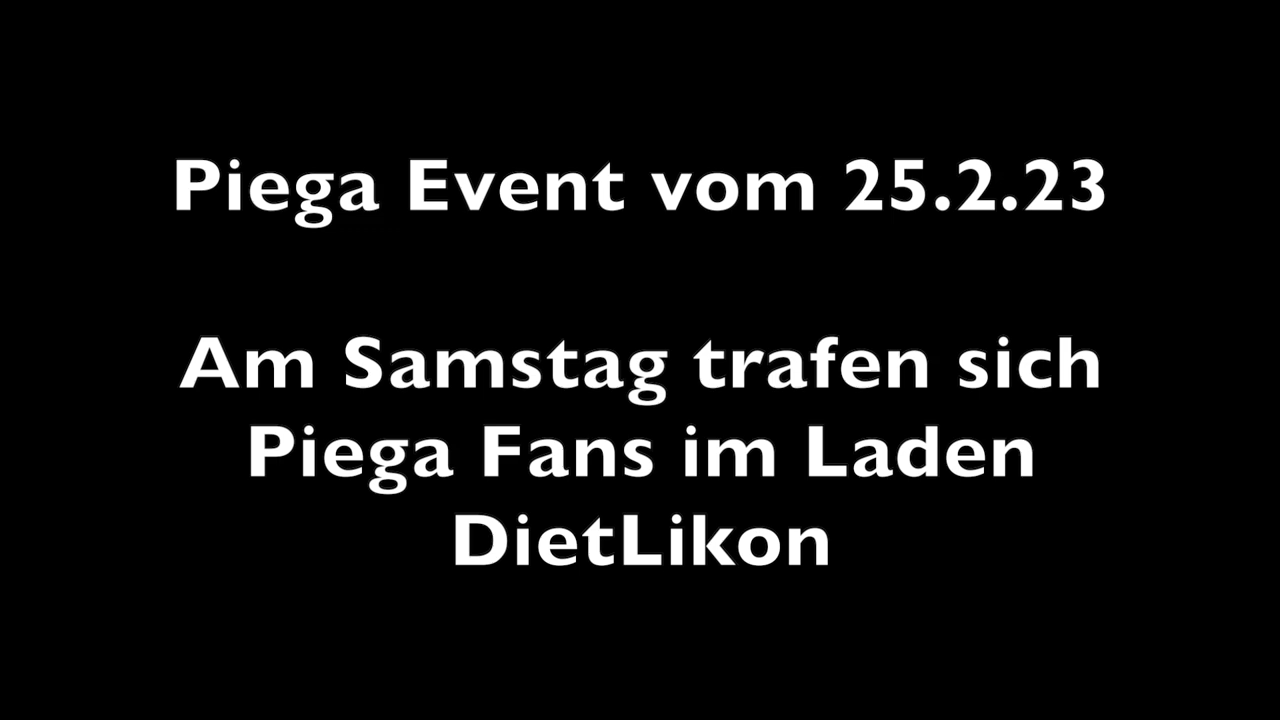 Piega Event vom 25.2.23
Am Samstag trafen sich
Piega Fans im Laden
DietLikon